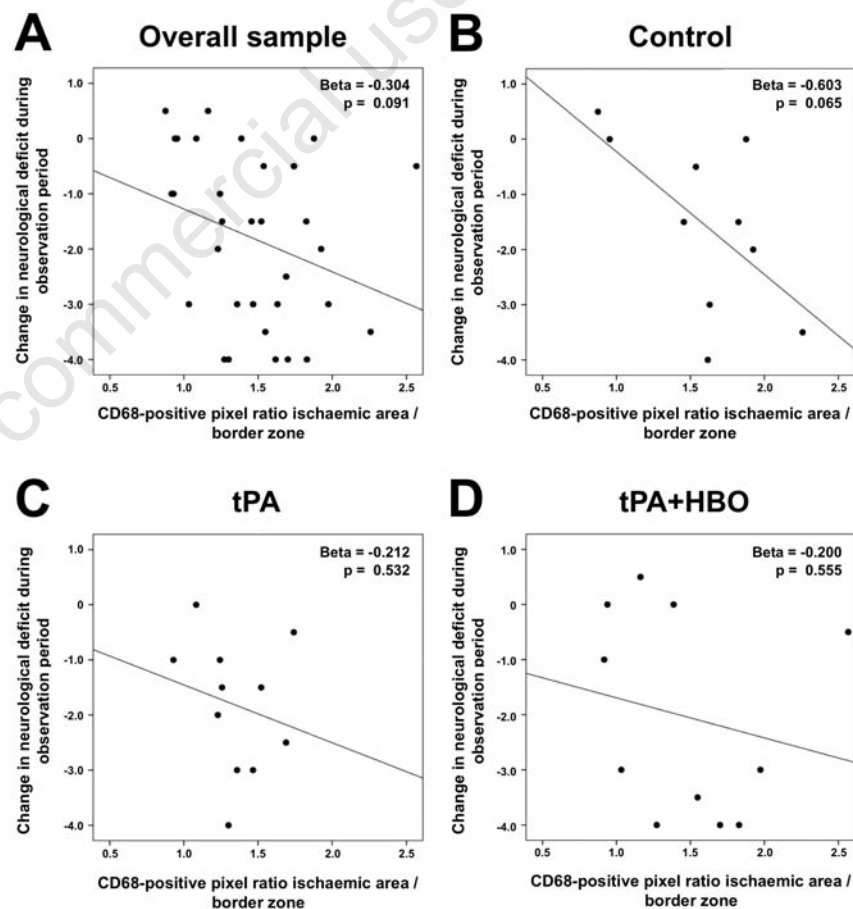 commercial use
A
Overall sample
Beta = -0.304
p = 0.091
Change in neurological deficit during
observation period
1.0
0
-1.0
-2.0
-3.0
-4.0
0.5
1.0
1.5
2.0
2.5
CD68-positive pixel ratio ischaemic area /
border zone
B
Control
Beta = -0.603
p = 0.065
Change in neurological deficit during
observation period
1.0
0
-1.0
-2.0
-3.0
-4.0
0.5
1.0
1.5
2.0
2.5
CD68-positive pixel ratio ischaemic area /
border zone
C
tPA
Beta = -0.212
p = 0.532
Change in neurological deficit during
observation period
1.0
0
-1.0
-2.0
-3.0
-4.0
0.5
1.0
1.5
2.0
2.5
CD68-positive pixel ratio ischaemic area /
border zone
D
tPA+HBO
Beta = -0.200
p = 0.555
Change in neurological deficit during
observation period
1.0
0
-1.0
-2.0
-3.0
-4.0
0.5
1.0
1.5
2.0
2.5
CD68-positive pixel ratio ischaemic area /
border zone